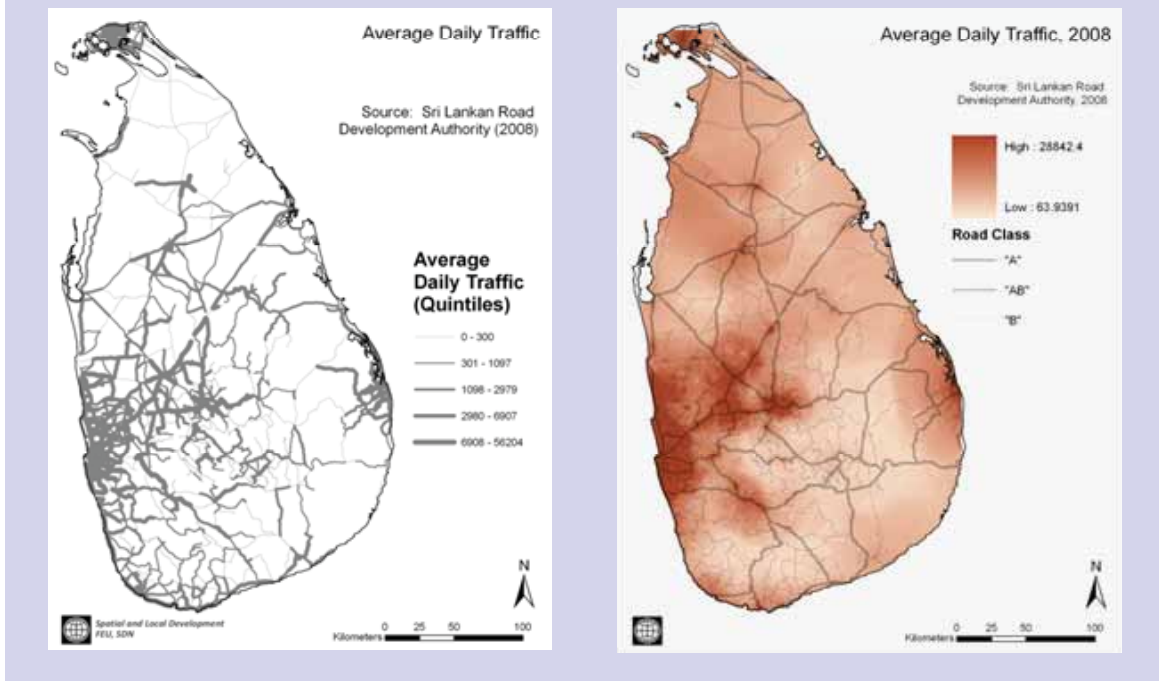 Average Daily Traffic
Source: Sri Lankan Road
Development Authority (2008)
Average
Daily Traffic
(Quintiles)
0 - 300
301 - 1097
1098 - 2979
2980 - 6907
6908 - 56204
N
Spatial and Local Development
FEU, SDN
Kilometers
0 25 50 100
Average Daily Traffic, 2008
Source: Sri Lankan Road
Development Authority, 2008
High : 28842.4
Low : 63.9391
Road Class
"A"
"AB"
"B"
N
Kilometers
0 25 50 100